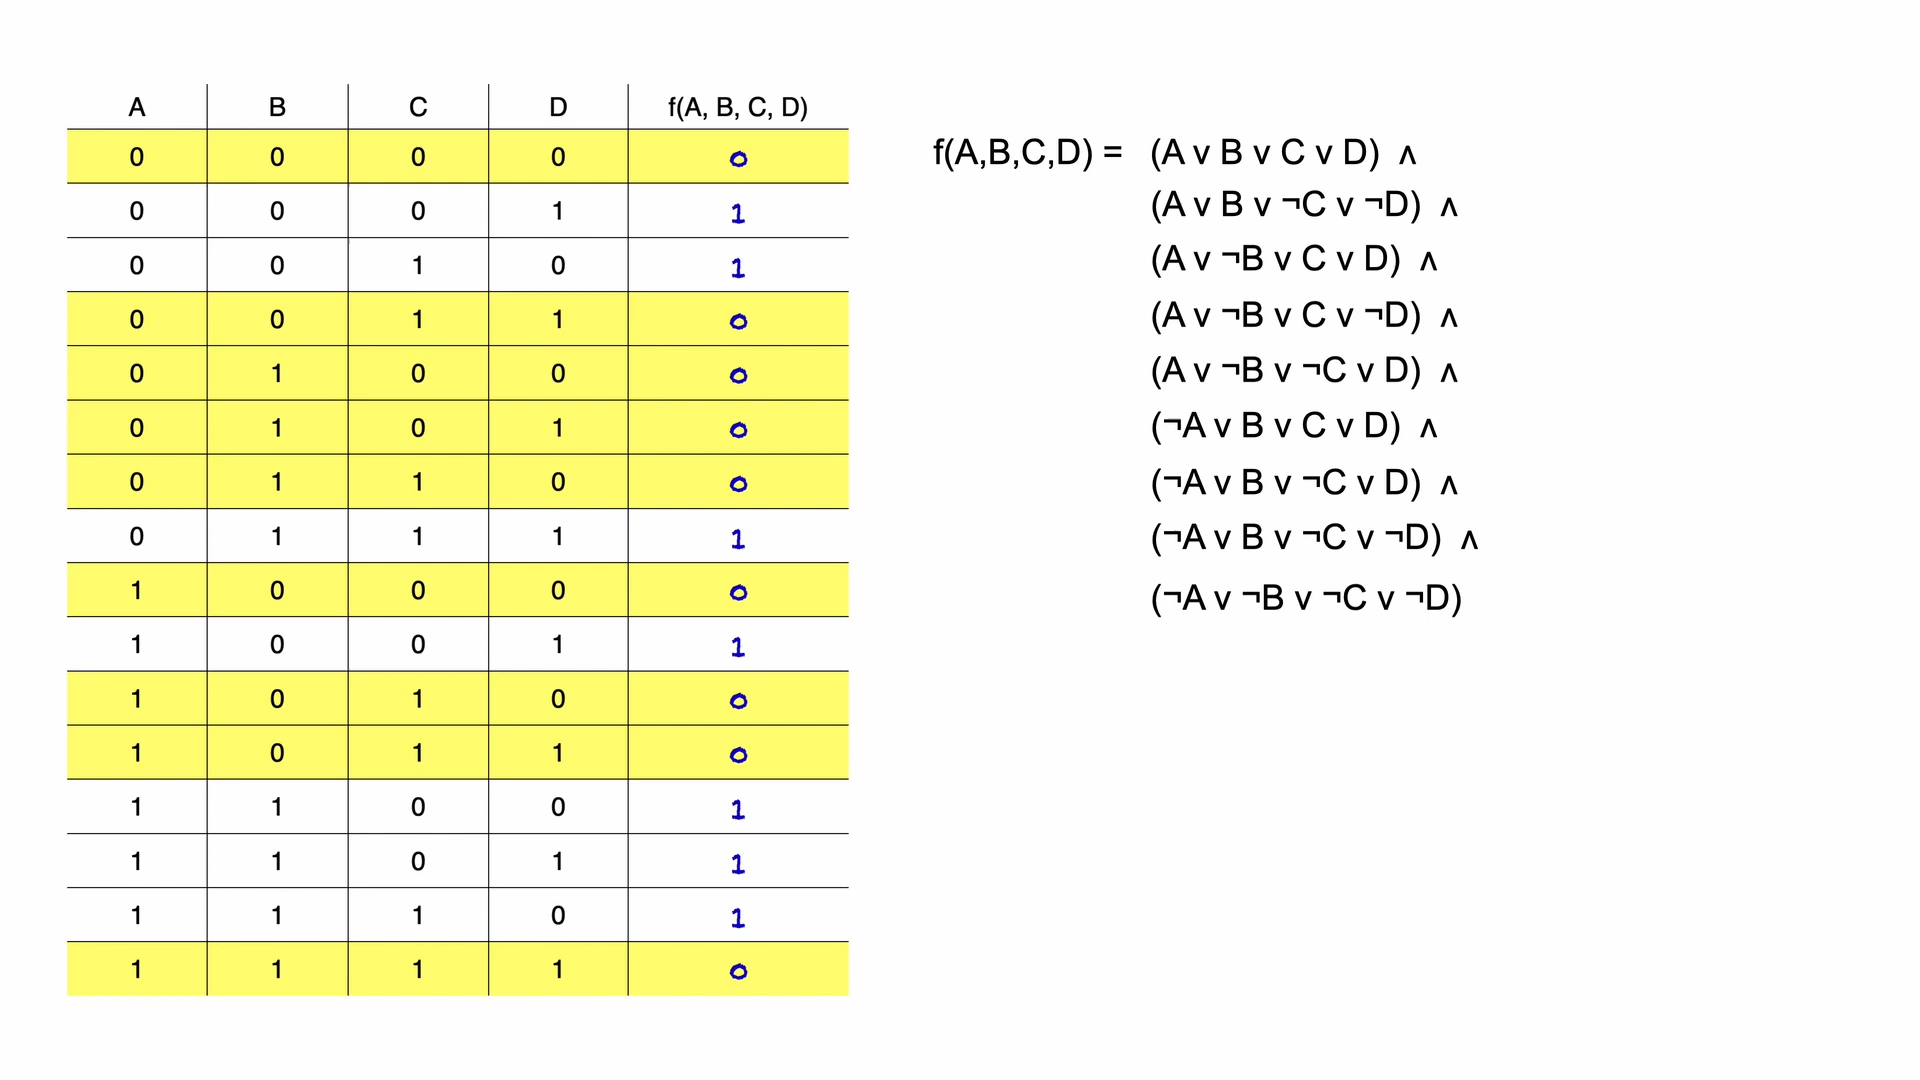 A B C D f(A, B, C, D)
0 0 0 0 0
0 0 0 1 1
0 0 1 0 1
0 0 1 1 0
0 1 0 0 0
0 1 0 1 0
0 1 1 0 0
0 1 1 1 1
1 0 0 0 0
1 0 0 1 1
1 0 1 0 0
1 0 1 1 0
1 1 0 0 1
1 1 0 1 1
1 1 1 0 1
1 1 1 1 0
f(A,B,C,D) = (A v B v C v D) ∧
(A v B v ¬C v ¬D) ∧
(A v ¬B v C v D) ∧
(A v ¬B v C v ¬D) ∧
(A v ¬B v ¬C v D) ∧
(¬A v B v C v D) ∧
(¬A v B v ¬C v D) ∧
(¬A v B v ¬C v ¬D) ∧
(¬A v ¬B v ¬C v ¬D)